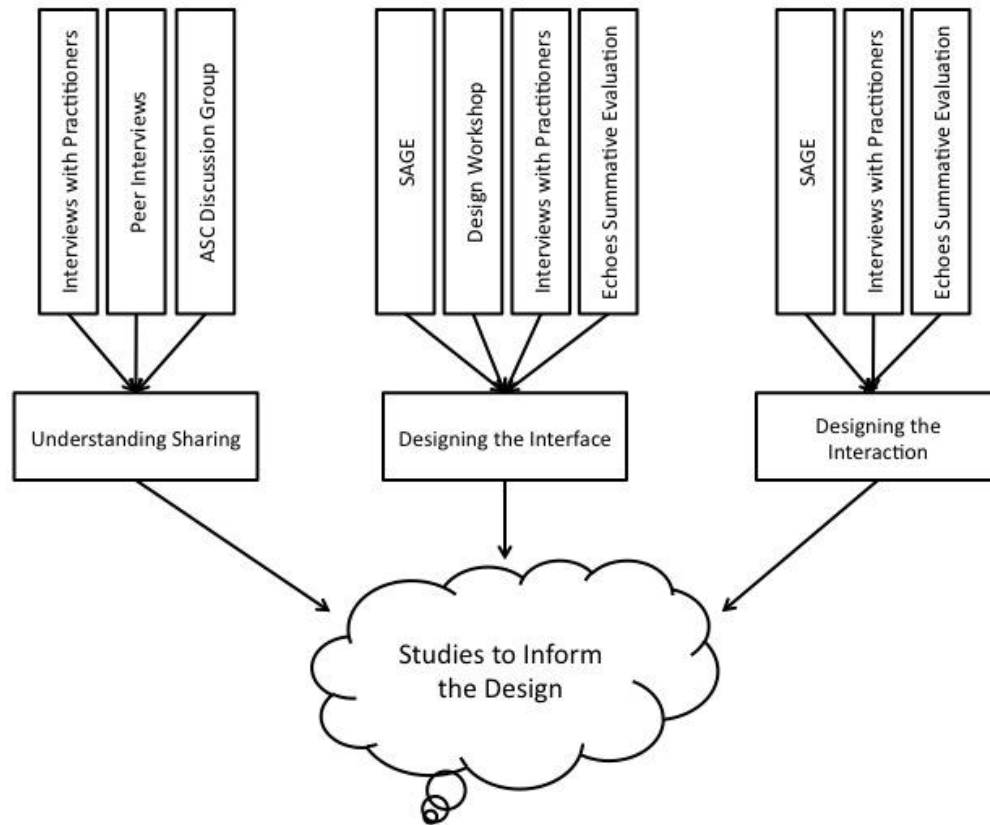 Interviews with Practitioners
Peer Interviews
ASC Discussion Group
SAGE
Design Workshop
Interviews with Practitioners
Echoes Summative Evaluation
SAGE
Interviews with Practitioners
Echoes Summative Evaluation
Understanding Sharing
Designing the Interface
Designing the
Interaction
Studies to Inform
the Design